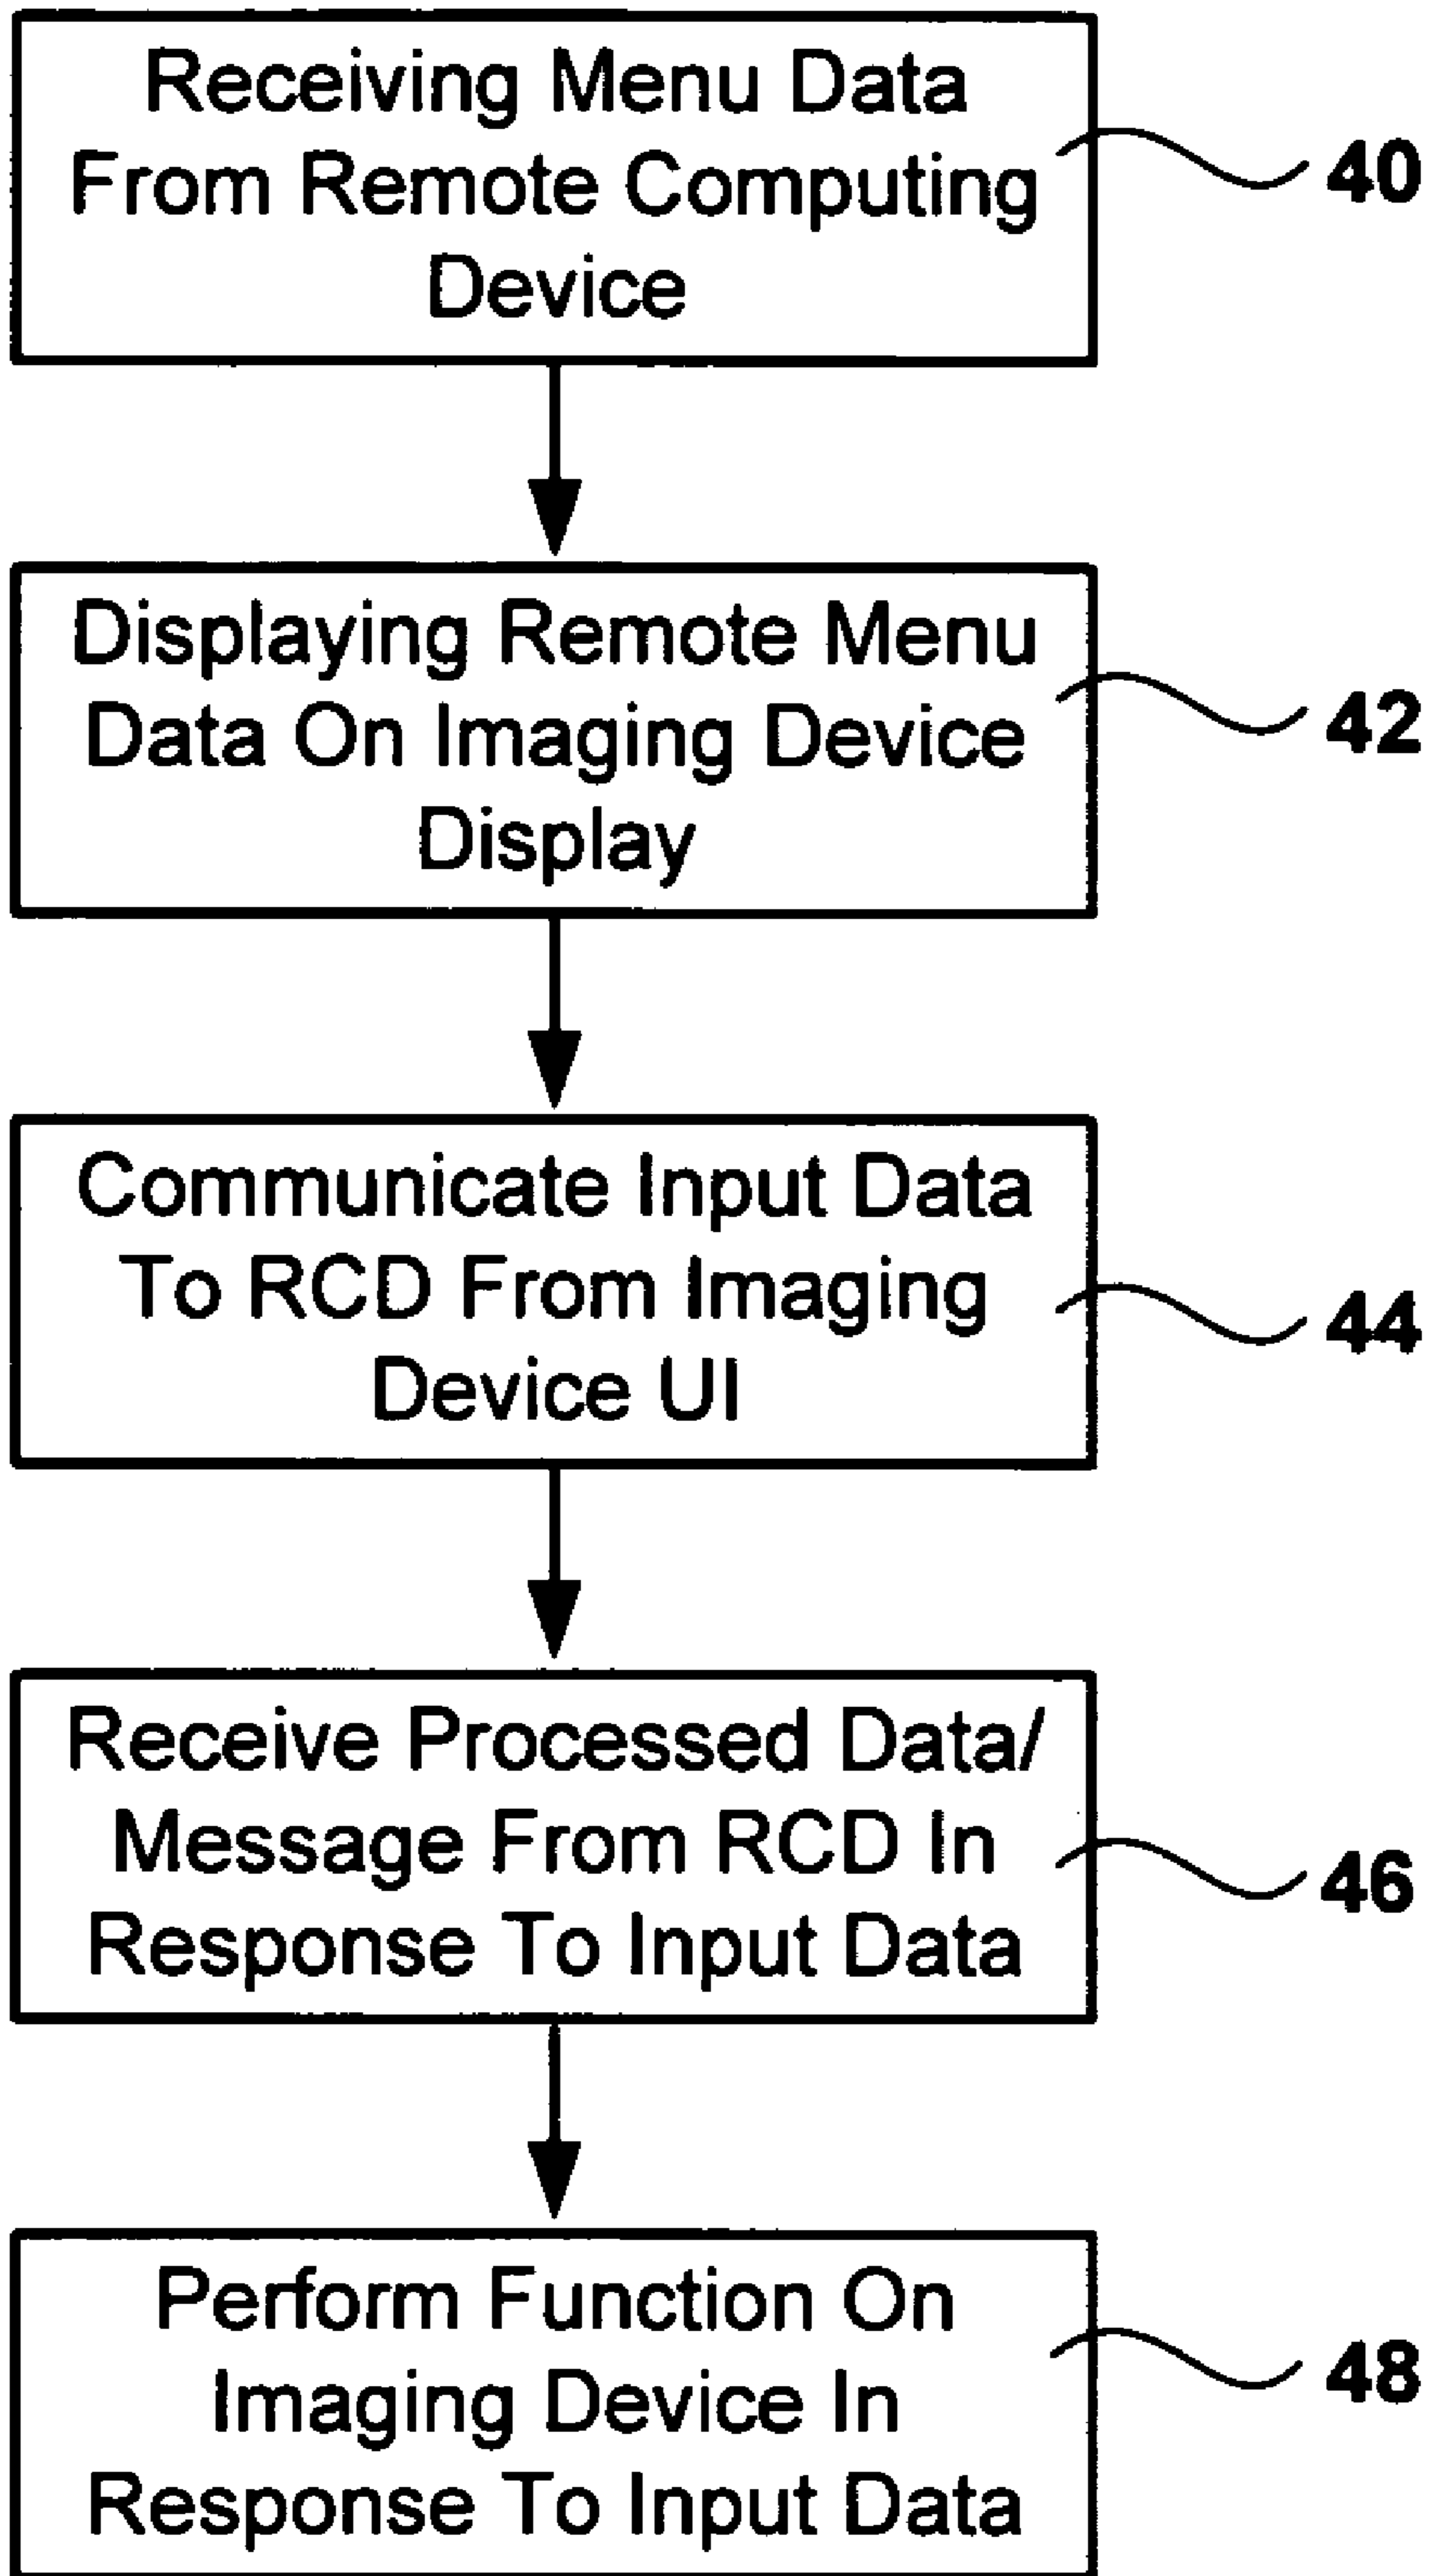 Receiving Menu Data
From Remote Computing
Device
40
Displaying Remote Menu
Data On Imaging Device
Display
42
Communicate Input Data
To RCD From Imaging
Device UI
44
Receive Processed Data/
Message From RCD In
Response To Input Data
46
Perform Function On
Imaging Device In
Response To Input Data
48